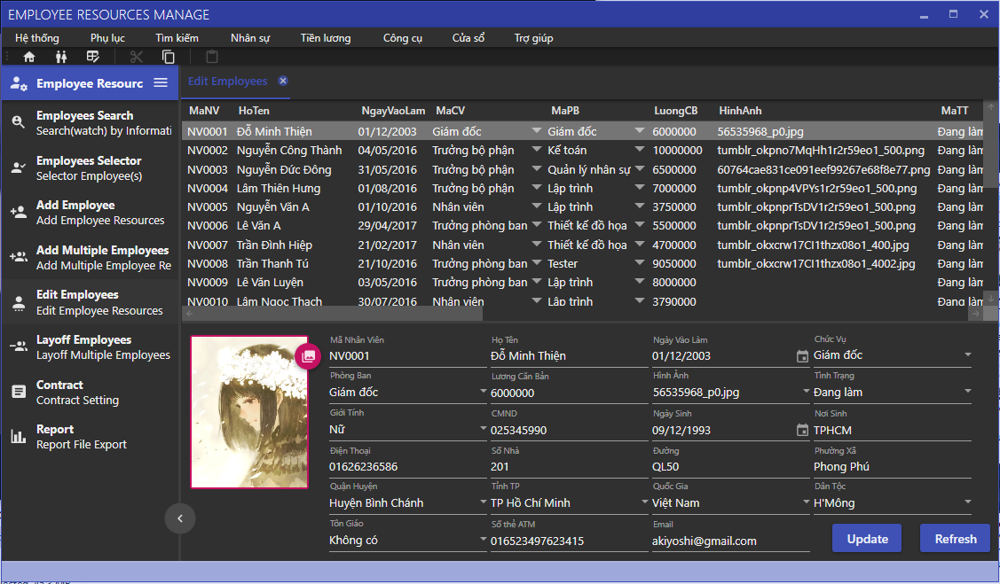 EMPLOYEE RESOURCES MANAGE
Hệ thống Phụ lục Tìm kiếm Nhân sự Tiền lương Công cụ Cửa sổ Trợ giúp
Employee Resourc
Edit Employees
Employees Search
Search(watch) by Informati
Employees Selector
Selector Employee(s)
Add Employee
Add Employee Resources
Add Multiple Employees
Add Multiple Employee Re
Edit Employees
Edit Employee Resources
Layoff Employees
Layoff Multiple Employees
Contract
Contract Setting
Report
Report File Export
MaNV HoTen NgayVaoLam MaCV MaPB LuongCB HinhAnh MaTT
NV0001 Đỗ Minh Thiện 01/12/2003 Giám đốc Giám đốc 6000000 56535968_p0.jpg Đang làm
NV0002 Nguyễn Công Thành 04/05/2016 Trưởng bộ phận Kế toán 10000000 tumblr_okpno7MqHh1r2r59eo1_500.png Đang làm
NV0003 Nguyễn Đức Đông 31/05/2016 Trưởng bộ phận Quản lý nhân sự 6500000 60764cae831ce091eef99267e68f8e77.png Đang làm
NV0004 Lâm Thiên Hưng 01/08/2016 Trưởng bộ phận Lập trình 7000000 tumblr_okpnp4VPYs1r2r59eo1_500.png Đang làm
NV0005 Nguyễn Văn A 01/10/2016 Nhân viên Lập trình 3750000 tumblr_okpnprTsDV1r2r59eo1_500.png Đang làm
NV0006 Lê Văn A 29/04/2017 Trưởng phòng ban Thiết kế đồ họa 5500000 tumblr_okpnprTsDV1r2r59eo1_500.png Đang làm
NV0007 Trần Đình Hiệp 21/02/2017 Nhân viên Thiết kế đồ họa 4700000 tumblr_okxcrw17CI1thzx08o1_400.jpg Đang làm
NV0008 Trần Thanh Tú 21/10/2016 Trưởng phòng ban Tester 9050000 tumblr_okxcrw17CI1thzx08o1_4002.jpg Đang làm
NV0009 Lê Văn Luyện 03/05/2016 Trưởng phòng ban Lập trình 8000000 Đang làm
NV0010 Lâm Ngọc Thạch 30/07/2016 Nhân viên Lập trình 3790000 Đang làm
Mã Nhân Viên Họ Tên Ngày Vào Làm Chức Vụ
NV0001 Đỗ Minh Thiện 01/12/2003 Giám đốc
Phòng Ban Lương Căn Bản Hình Ảnh Tình Trạng
Giám đốc 6000000 56535968_p0.jpg Đang làm
Giới Tính CMND Ngày Sinh Nơi Sinh
Nữ 025345990 09/12/1993 TPHCM
Điện Thoại Số Nhà Đường Phường Xã
01626236586 201 QL50 Phong Phú
Quận Huyện Tỉnh TP Quốc Gia Dân Tộc
Huyện Bình Chánh TP Hồ Chí Minh Việt Nam H'Mông
Tôn Giáo Số thẻ ATM Email
Không có 016523497623415 akiyoshi@gmail.com
Update Refresh